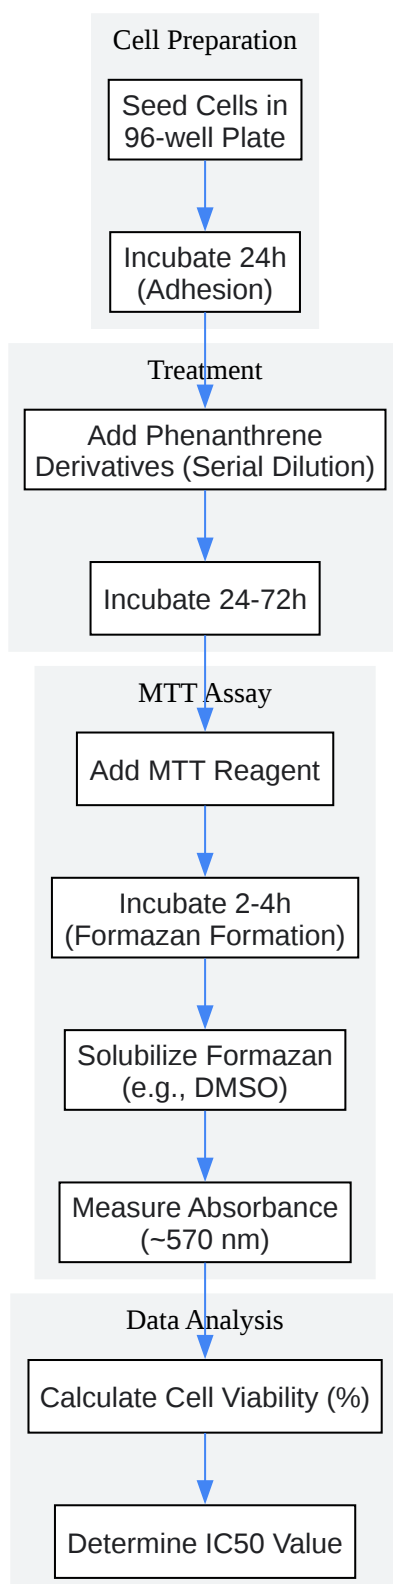 Cell Preparation
Seed Cells in
96-well Plate
Incubate 24h
(Adhesion)
Treatment
Add Phenanthrene
Derivatives (Serial Dilution)
Incubate 24-72h
MTT Assay
Add MTT Reagent
Incubate 2-4h
(Formazan Formation)
Solubilize Formazan
(e.g., DMSO)
Measure Absorbance
(~570 nm)
Data Analysis
Calculate Cell Viability (%)
Determine IC50 Value